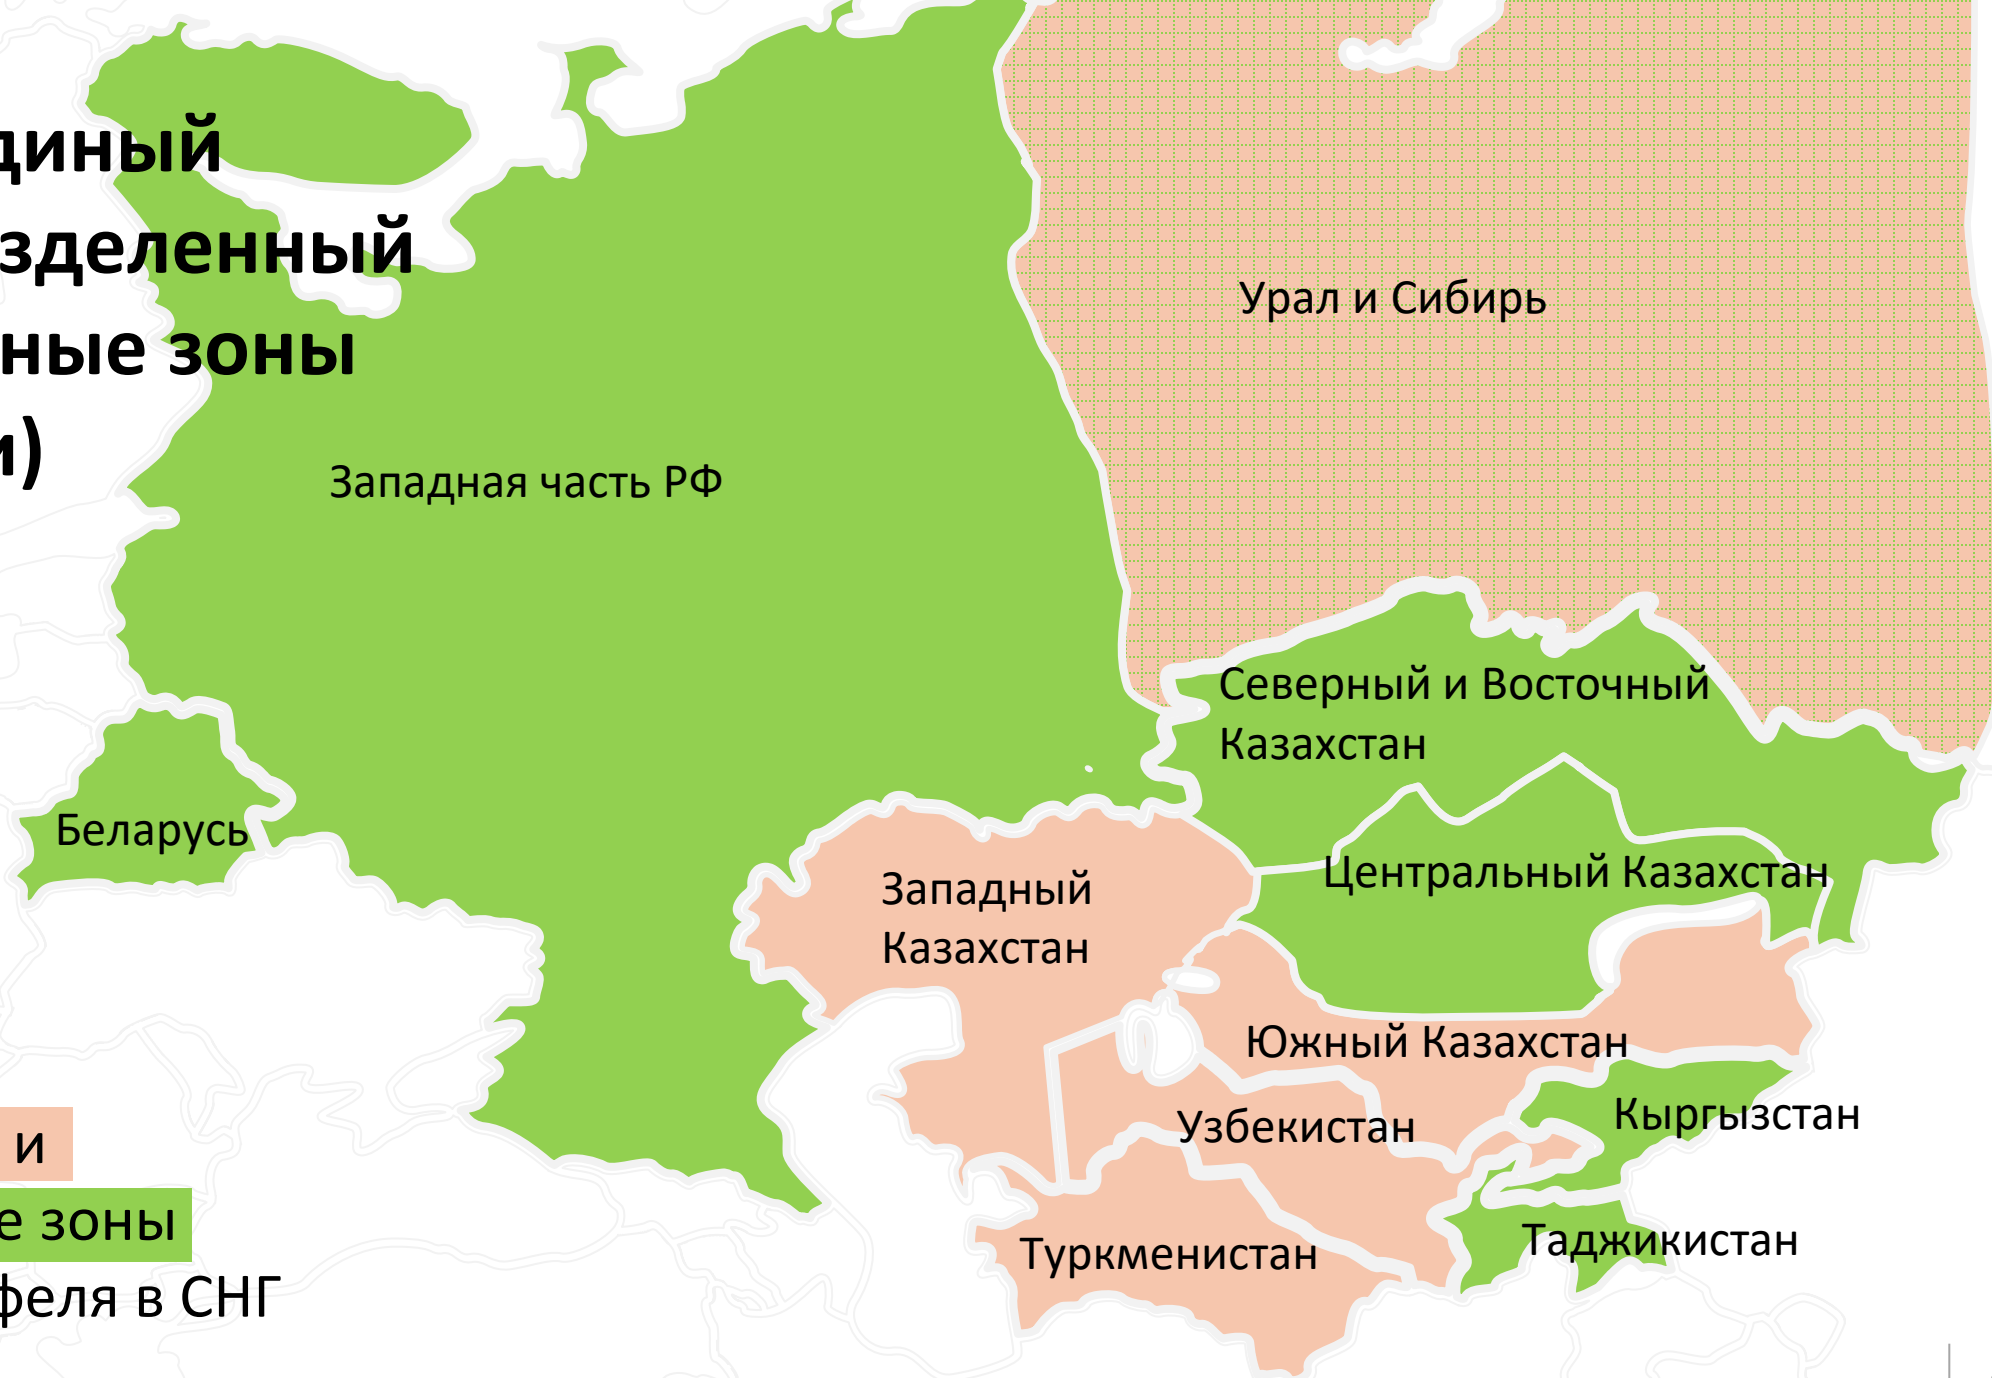 диный
зделенный
ные зоны
и)
Урал и Сибирь
Западная часть РФ
Северный и Восточный
Казахстан
Беларусь
Центральный Казахстан
Западный
Казахстан
Южный Казахстан
Узбекистан
Кыргызстан
Туркменистан
Таджикистан
и
е зоны
феля в СНГ